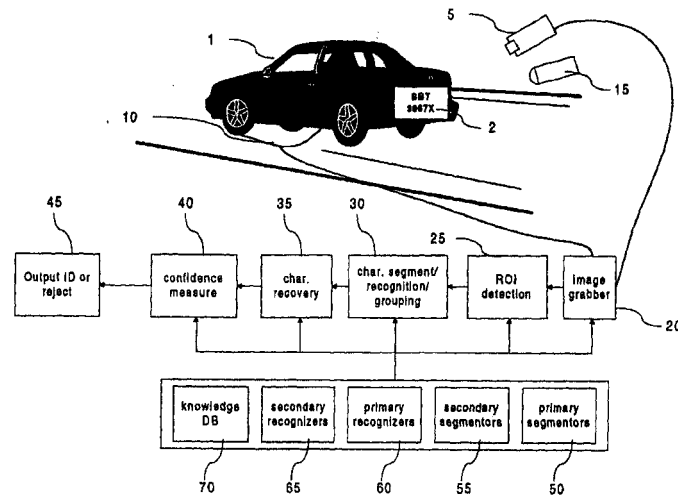 1
5
15
SBT
9867X
2
10
45
40
35
30
25
Output ID or
reject
confidence
measure
char.
recovery
char. segment/
recognition/
grouping
ROI
detection
image
grabber
20
knowledge
DB
secondary
recognizers
primary
recognizers
secondary
segmentors
primary
segmentors
70
65
60
55
50